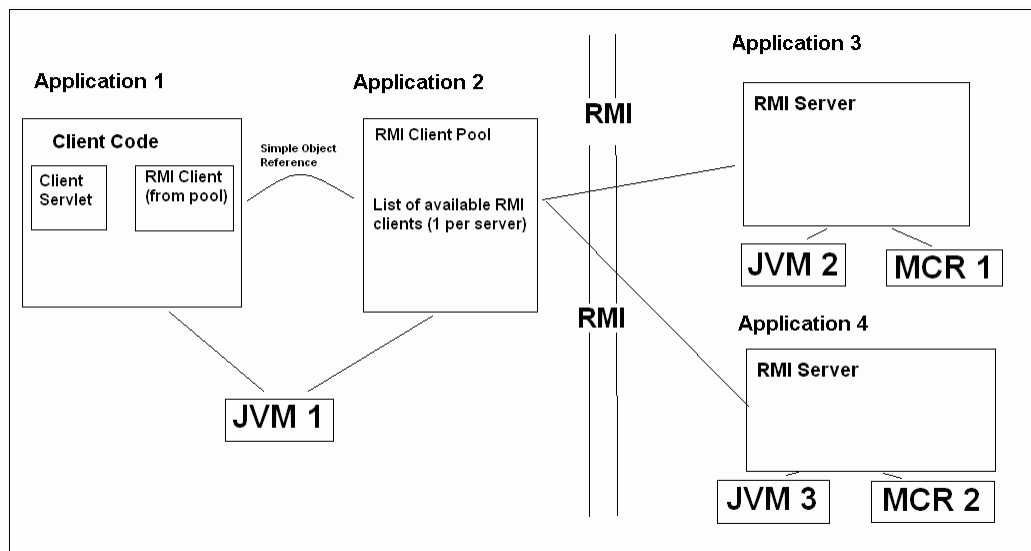 Application 1
Client Code
Client
Servlet
RMI Client
(from pool)
Simple Object
Reference
Application 2
RMI Client Pool
List of available RMI
clients (1 per server)
JVM 1
RMI
RMI
Application 3
RMI Server
JVM 2
MCR 1
Application 4
RMI Server
JVM 3
MCR 2